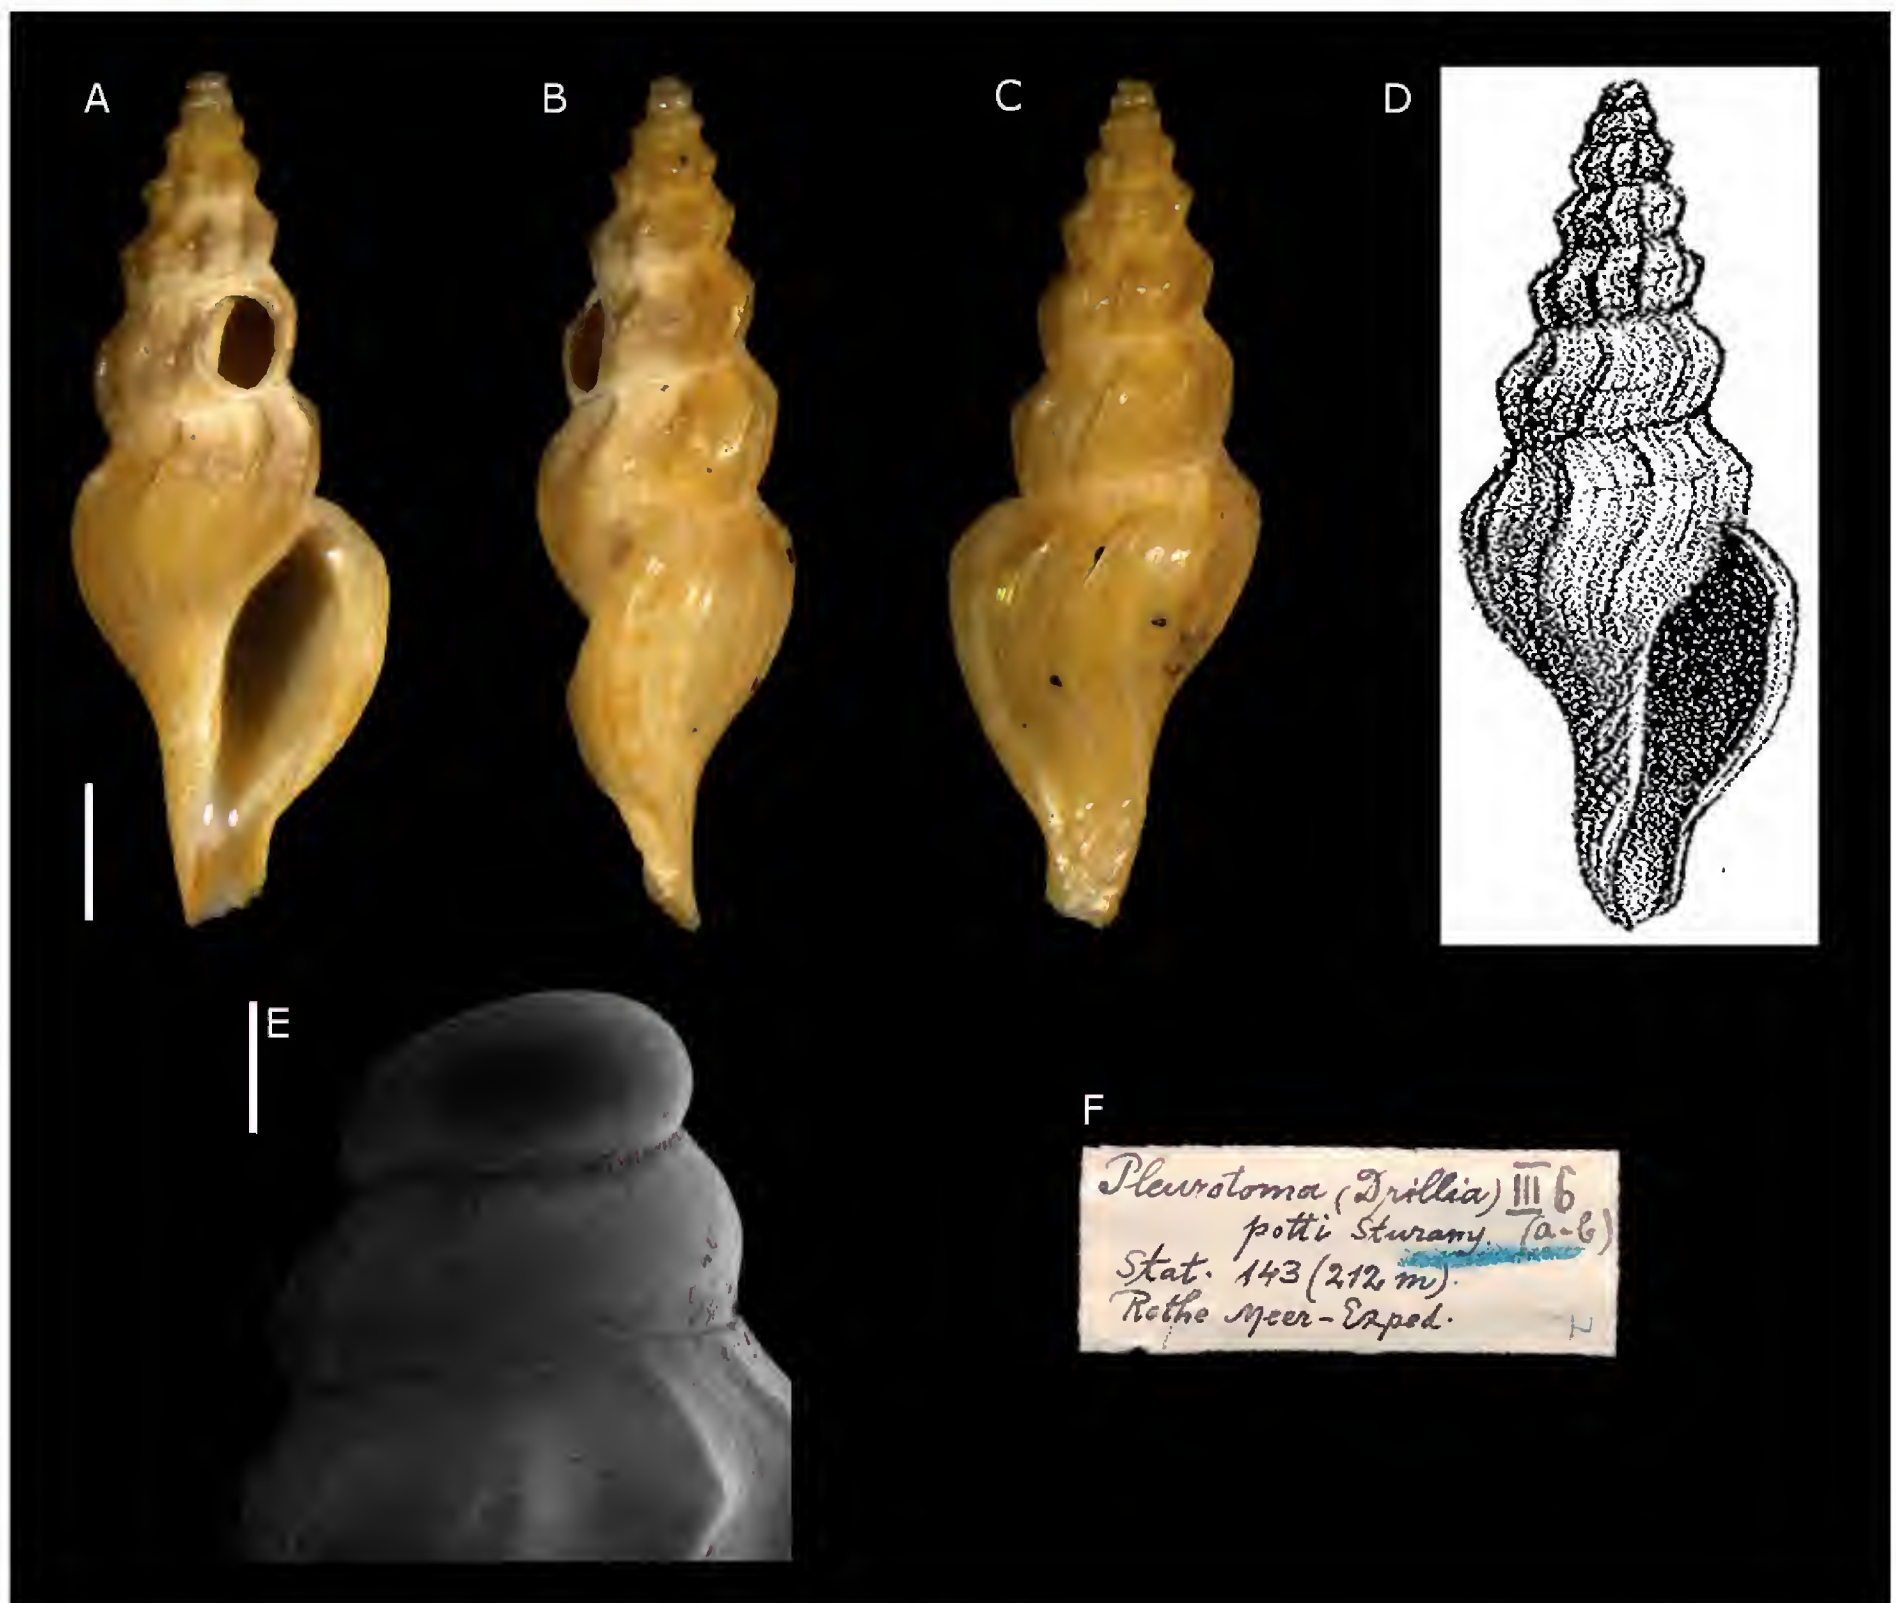 A
B
C
D
E
F
Pleurotoma (Drillia) III 6
potti Sturany. (a-b)
Stat. 143 (212 m).
Rothe Meer-Exped.